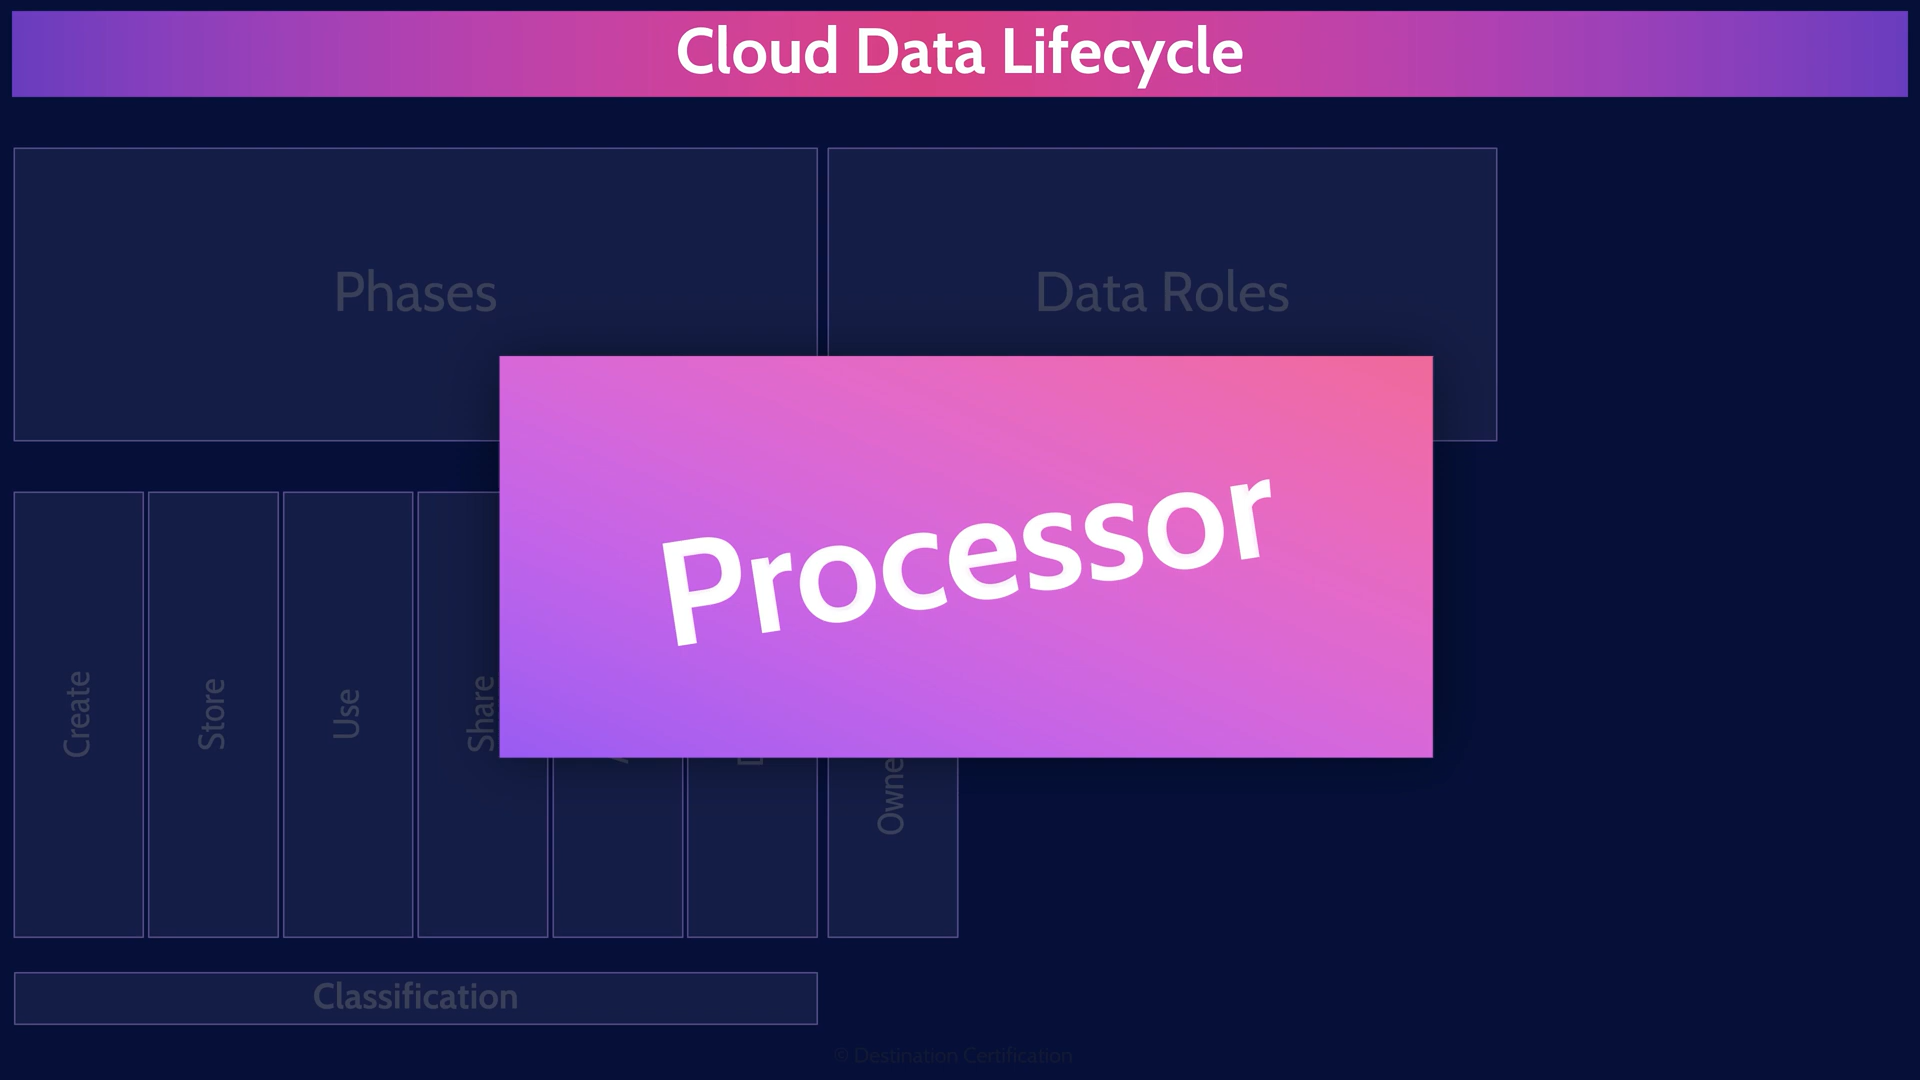 Cloud Data Lifecycle
Phases
Data Roles
Processor
Create
Store
Use
Share
Classification
© Destination Certification